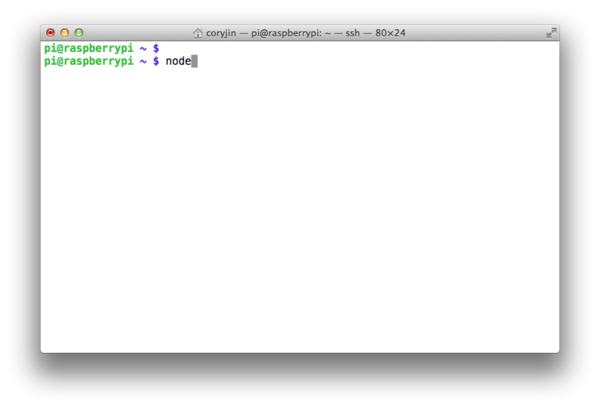 coryjin — pi@raspberrypi: ~ — ssh — 80×24
pi@raspberrypi ~ $
pi@raspberrypi ~ $ node